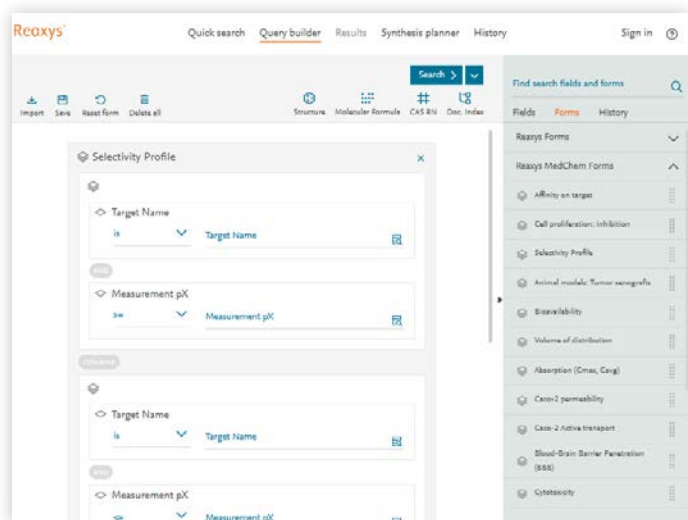 Reaxys
Quick search Query builder Results Synthesis planner History Sign in
Search
Import Save Reset form Delete all Structure Molecular Formula CAS RN Doc. Index
Selectivity Profile
Target Name
is Target Name
and
Measurement pX
>= Measurement pX
Target Name
is Target Name
and
Measurement pX
<= Measurement pX
Find search fields and forms
Fields Forms History
Reaxys Forms
Reaxys MedChem Forms
Affinity on target
Cell proliferation: Inhibition
Selectivity Profile
Animal models: Tumor xenografts
Bioavailability
Volume of distribution
Absorption (Cmax, Cavg)
Caco-2 permeability
Caco-2 Active transport
Blood-Brain Barrier Penetration
(BBB)
Cytotoxicity